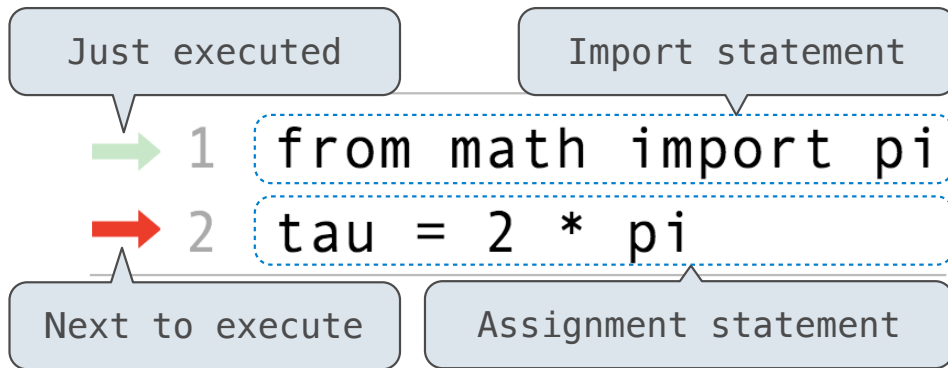 Just executed
Import statement
1 from math import pi
2 tau = 2 * pi
Next to execute
Assignment statement